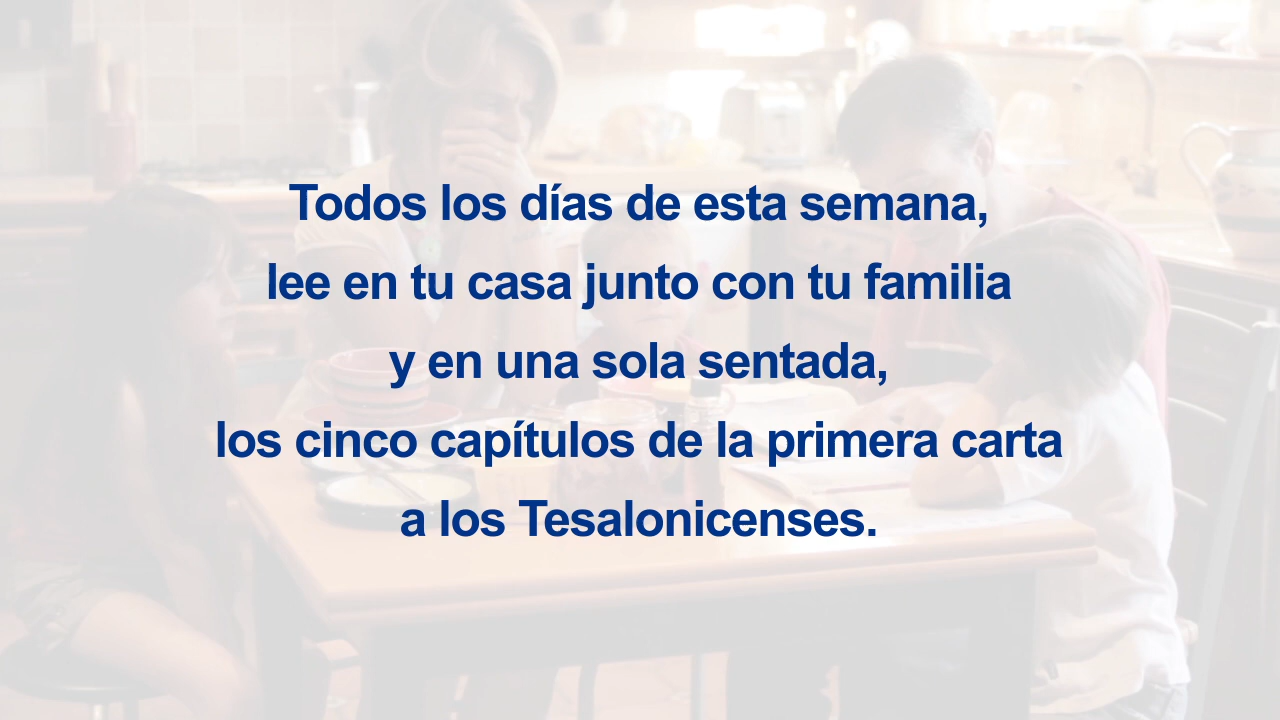 Todos los días de esta semana,
lee en tu casa junto con tu familia
y en una sola sentada,
los cinco capítulos de la primera carta
a los Tesalonicenses.